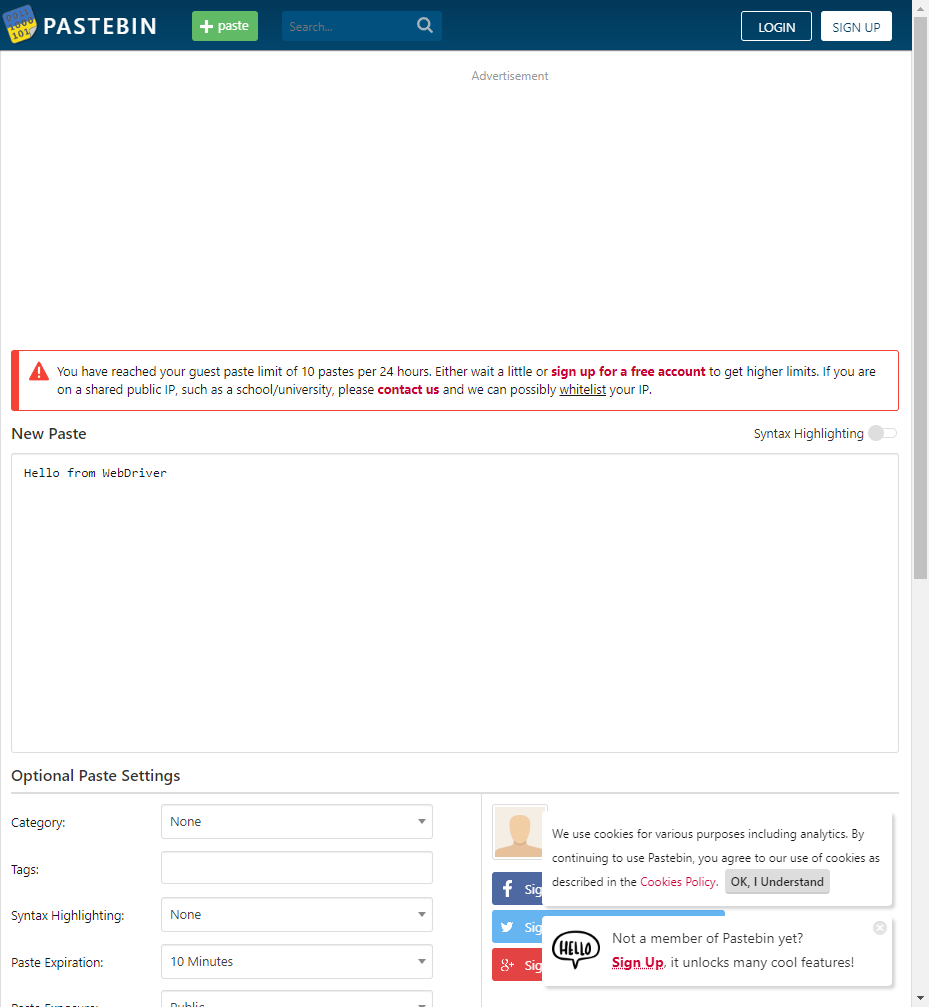 PASTEBIN
+ paste
Search...
LOGIN
SIGN UP
Advertisement
You have reached your guest paste limit of 10 pastes per 24 hours. Either wait a little or sign up for a free account to get higher limits. If you are
on a shared public IP, such as a school/university, please contact us and we can possibly whitelist your IP.
New Paste
Syntax Highlighting
Hello from WebDriver
Optional Paste Settings
Category:
None
Tags:
Syntax Highlighting:
None
Paste Expiration:
10 Minutes
Public
We use cookies for various purposes including analytics. By
continuing to use Pastebin, you agree to our use of cookies as
described in the Cookies Policy. OK, I Understand
Sig
Sig
Sig
HELLO
Not a member of Pastebin yet?
Sign Up, it unlocks many cool features!